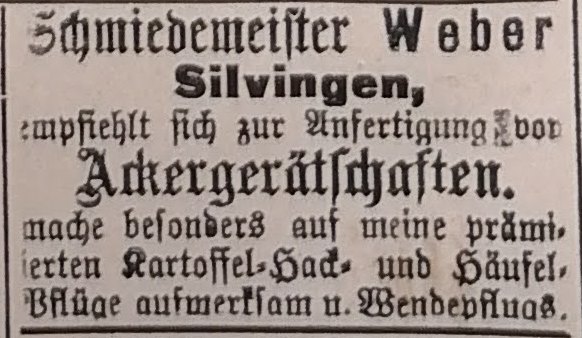 Schmiedemeister Weber
Silvingen,
empfiehlt sich zur Anfertigung von
Ackergerätschaften.
mache besonders auf meine prämi-
ierten Kartoffel-Hack- und Häufel-
Pflüge aufmerksam u. Wendepflugs.